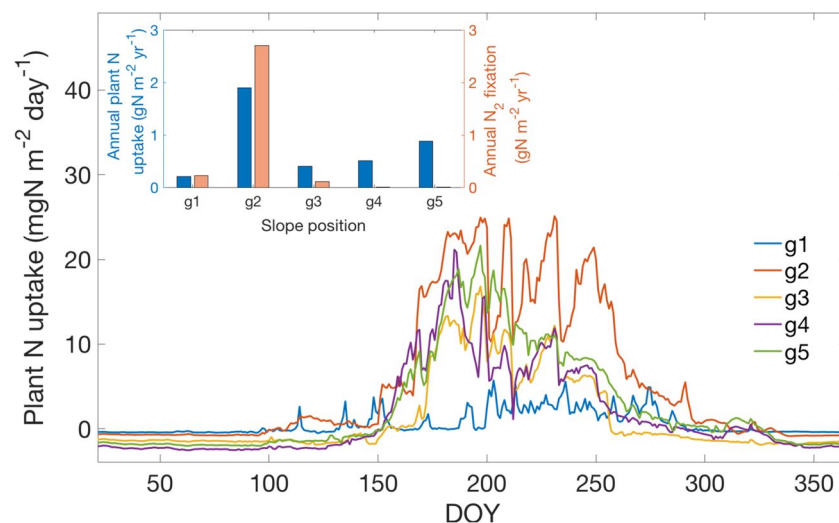 Annual plant N
uptake (gN m-2 yr-1)
3
2
1
0
3
2
1
0
Annual N2 fixation
(gN m-2 yr-1)
g1 g2 g3 g4 g5
Slope position
Plant N uptake (mgN m-2 day-1)
40
30
20
10
0
g1
g2
g3
g4
g5
50 100 150 200 250 300 350
DOY